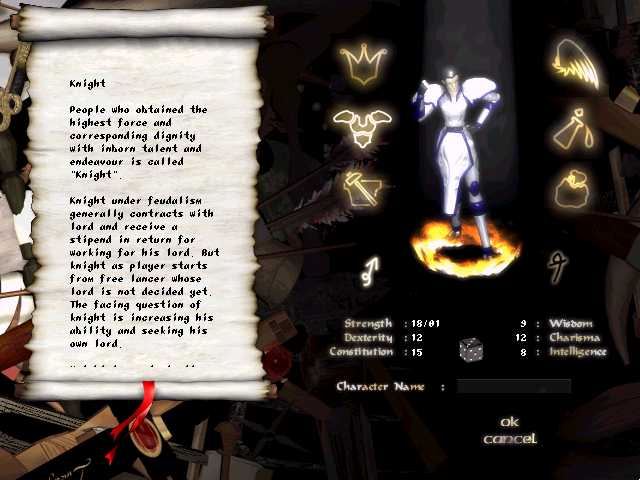 Knight
People who obtained the
highest force and
corresponding dignity
with inborn talent and
endeavour is called
"Knight".
Knight under feudalism
generally contracts with
lord and receive a
stipend in return for
working for his lord. But
knight as player starts
from free lancer whose
lord is not decided yet.
The facing question of
knight is increasing his
ability and seeking his
own lord.
Strength : 18/01 9 : Wisdom
Dexterity : 12 12 : Charisma
Constitution : 15 8 : Intelligence
Character Name :
ok
cancel